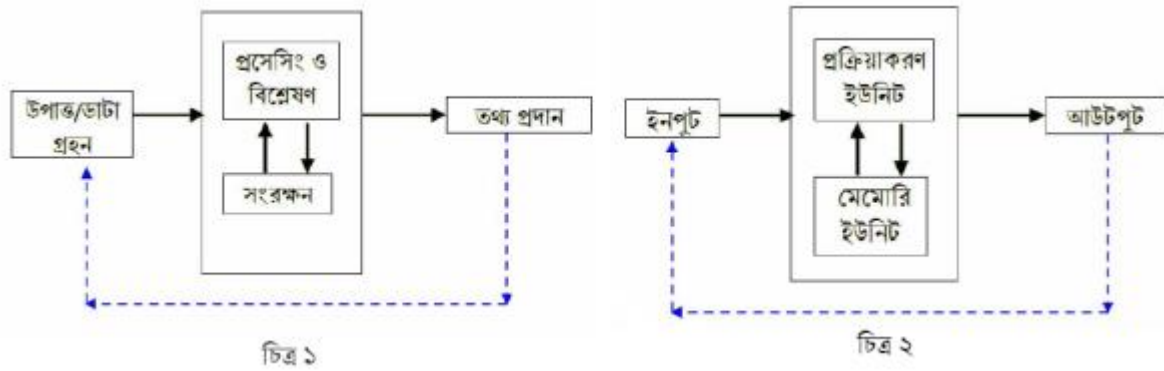 উপাত্ত/ডাটা
গ্রহন
প্রসেসিং ও
বিশ্লেষণ
সংরক্ষন
তথ্য প্রদান
চিত্র ১
ইনপুট
প্রক্রিয়াকরণ
ইউনিট
মেমোরি
ইউনিট
আউটপুট
চিত্র ২